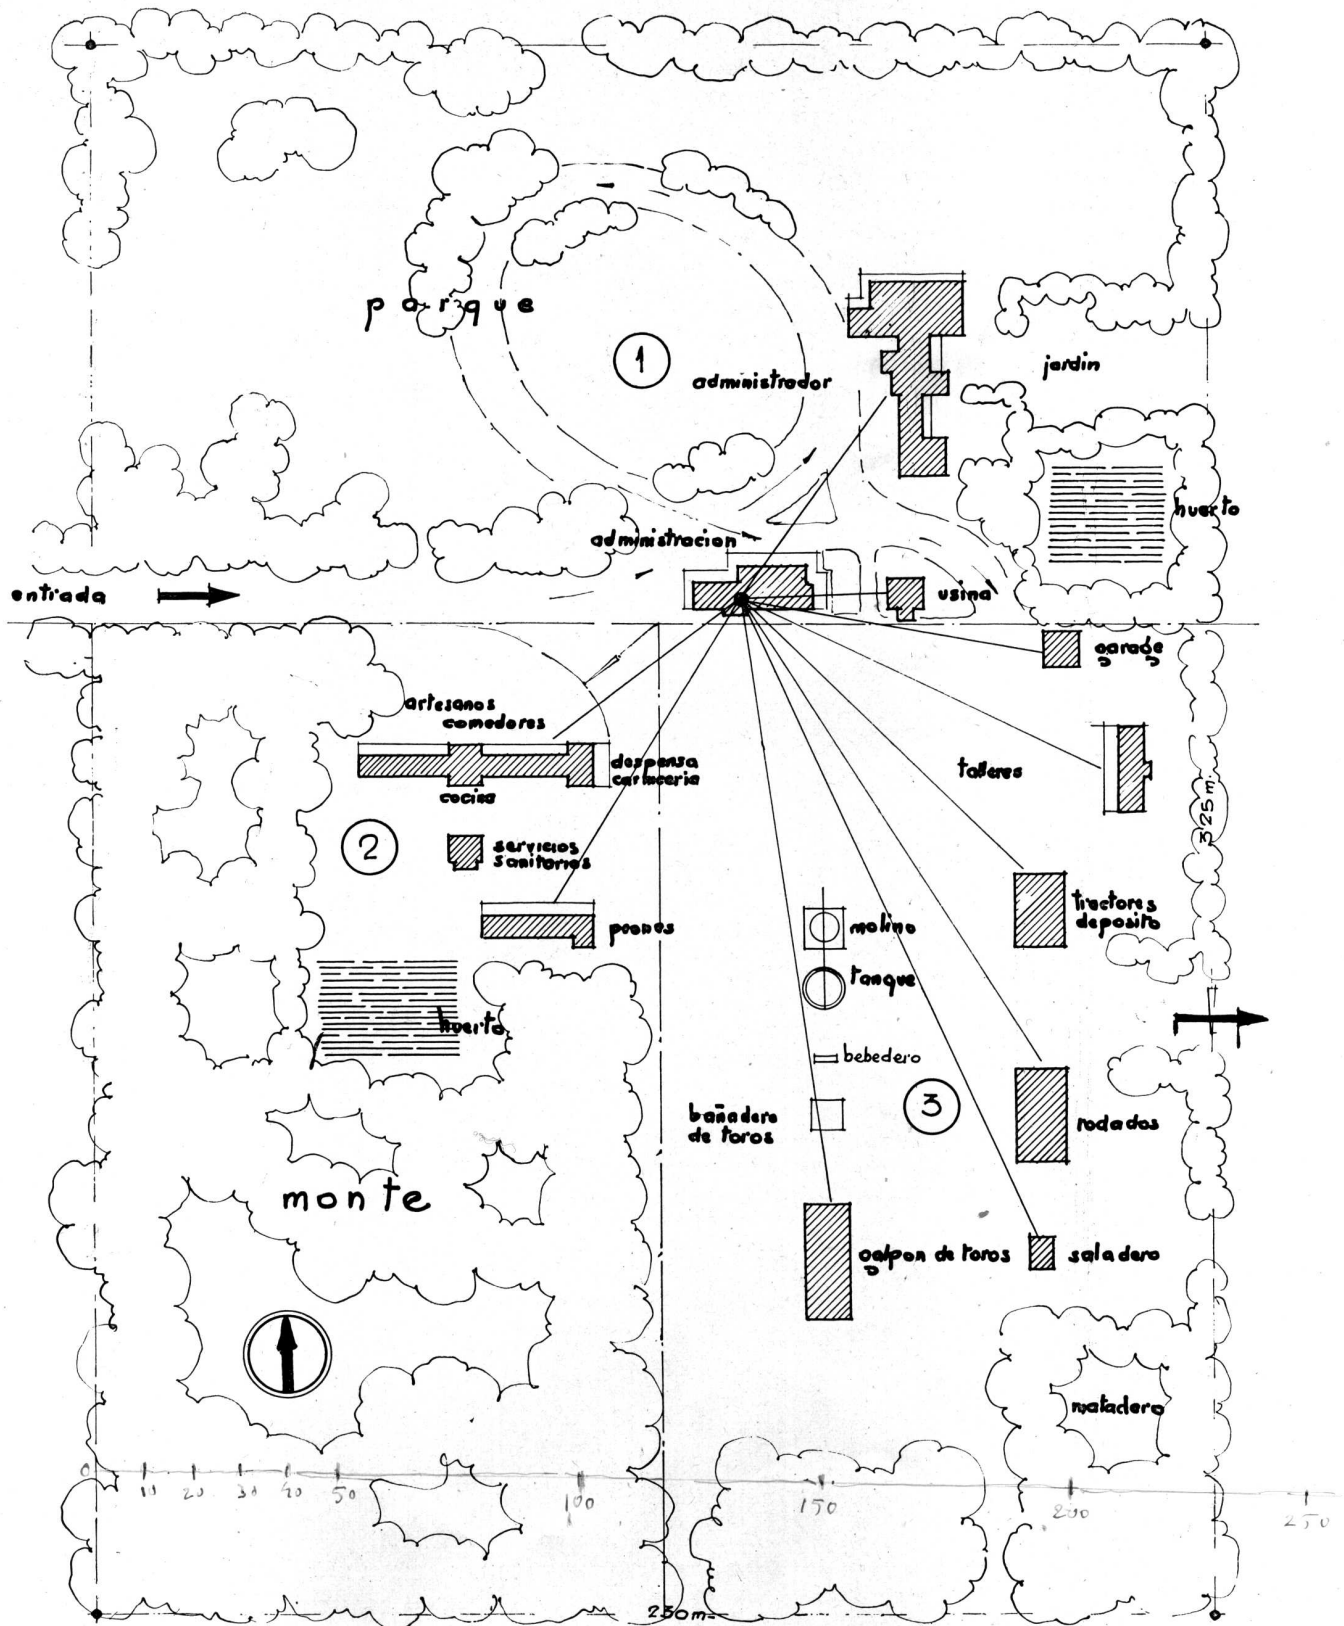 parque
1
administrador
jardin
huerto
administracion
entrada
usina
garage
artesanos
comedores
despensa
carniceria
cocina
talleres
325m.
2
servicios
sanitarios
tractores
deposito
peones
molino
tanque
huerto
bebedero
3
bañadero
de toros
rodados
monte
galpon de toros
saladero
matadero
0 10 20 30 40 50 100 150 200 250
230m